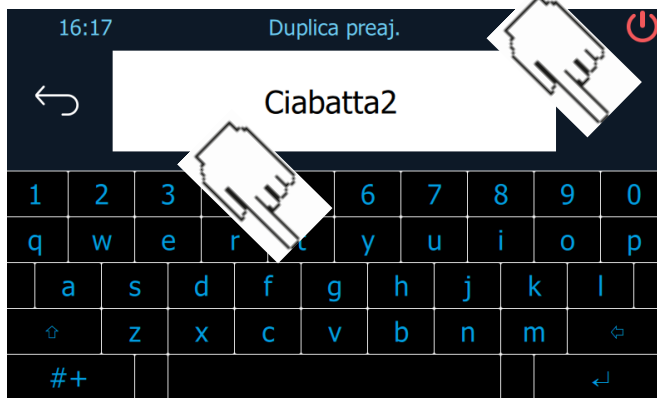 16:17 Duplica preaj.
Ciabatta2
1 2 3 6 7 8 9 0
q w e r t y u i o p
a s d f g h j k l
z x c v b n m
#+